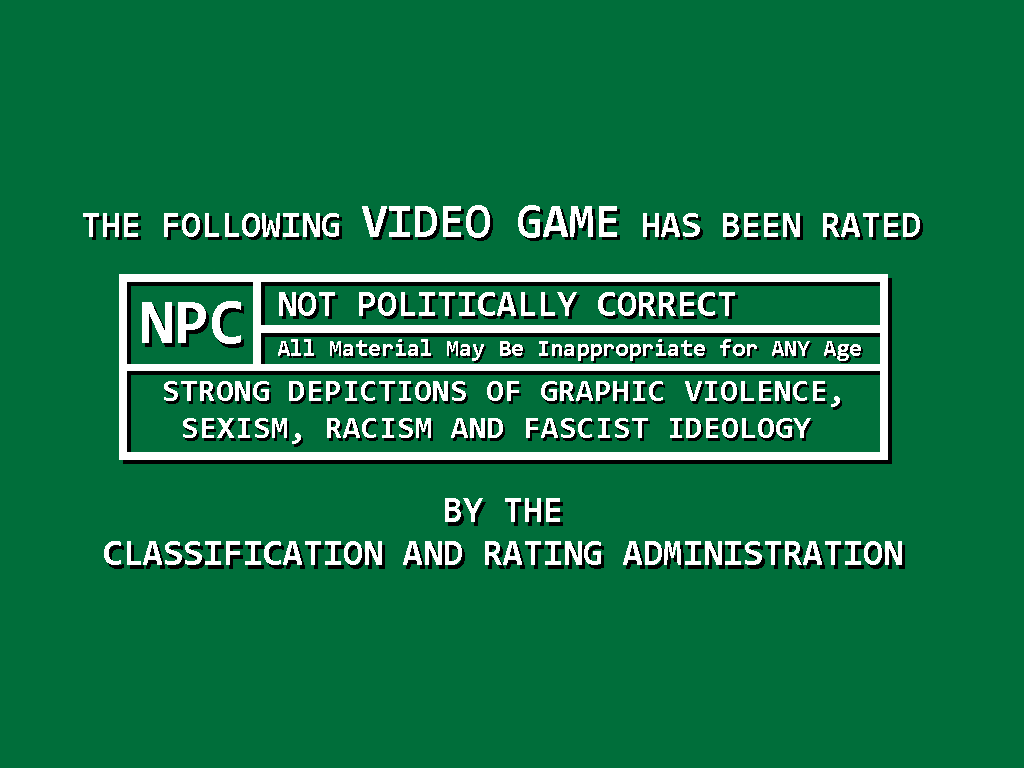 THE FOLLOWING VIDEO GAME HAS BEEN RATED
NPC
NOT POLITICALLY CORRECT
All Material May Be Inappropriate for ANY Age
STRONG DEPICTIONS OF GRAPHIC VIOLENCE,
SEXISM, RACISM AND FASCIST IDEOLOGY
BY THE
CLASSIFICATION AND RATING ADMINISTRATION